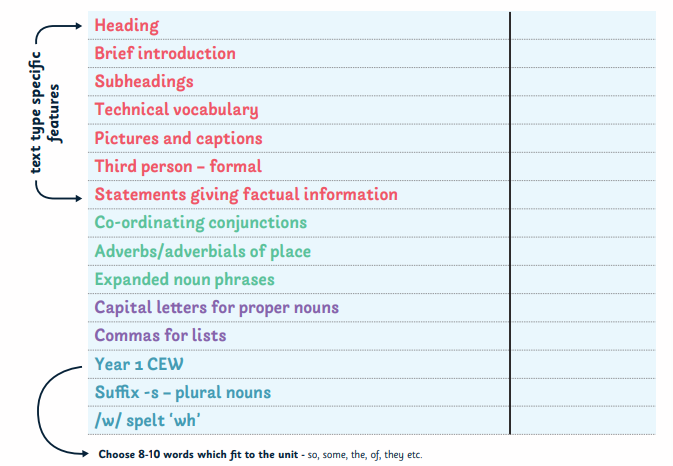 text type specific
features
Heading
Brief introduction
Subheadings
Technical vocabulary
Pictures and captions
Third person – formal
Statements giving factual information
Co-ordinating conjunctions
Adverbs/adverbials of place
Expanded noun phrases
Capital letters for proper nouns
Commas for lists
Year 1 CEW
Suffix -s – plural nouns
/w/ spelt 'wh'
Choose 8-10 words which fit to the unit - so, some, the, of, they etc.